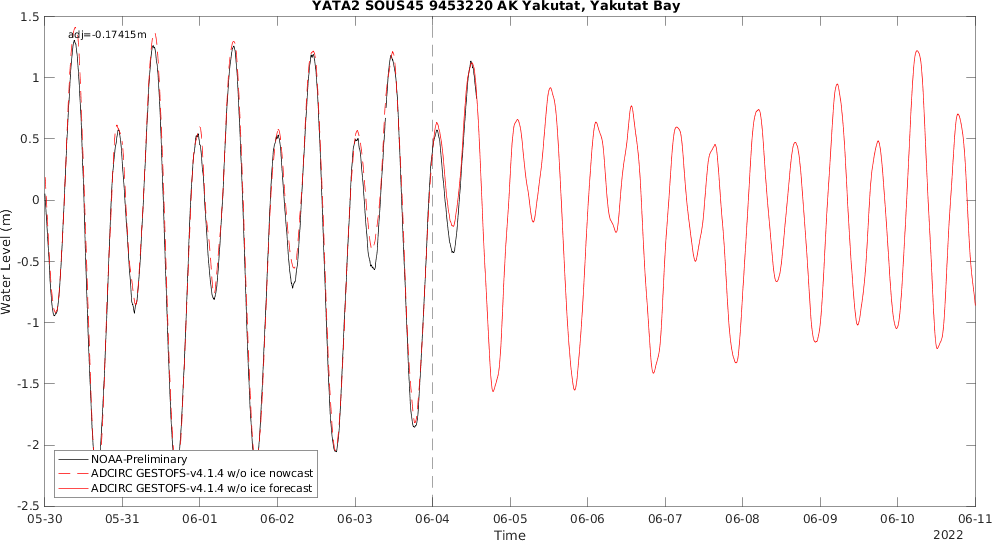 YATA2 SOUS45 9453220 AK Yakutat, Yakutat Bay
adj=-0.17415m
1.5
1
0.5
0
-0.5
-1
-1.5
-2
-2.5
Water Level (m)
NOAA-Preliminary
ADCIRC GESTOFS-v4.1.4 w/o ice nowcast
ADCIRC GESTOFS-v4.1.4 w/o ice forecast
05-30 05-31 06-01 06-02 06-03 06-04 06-05 06-06 06-07 06-08 06-09 06-10 06-11
Time
2022